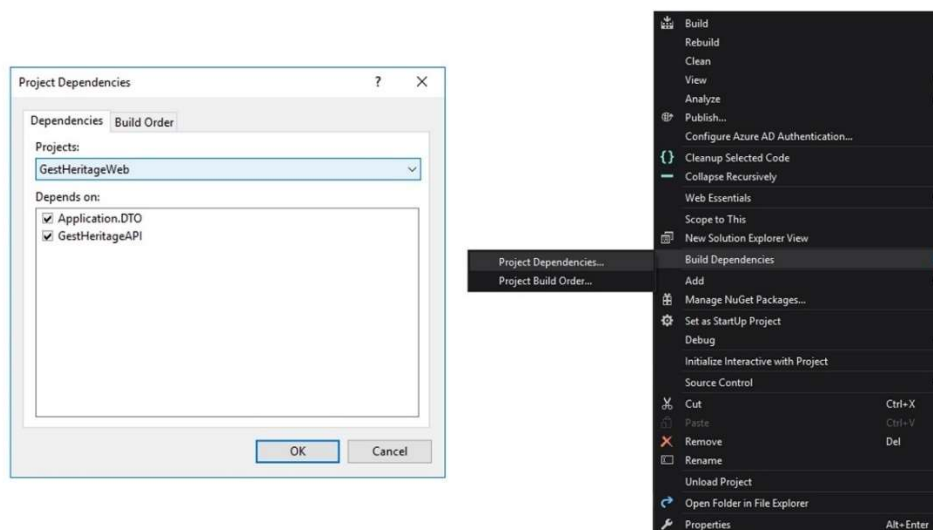 Project Dependencies
?
Dependencies
Build Order
Projects:
GestHeritageWeb
Depends on:
Application.DTO
GestHeritageAPI
OK
Cancel
Project Dependencies...
Project Build Order...
Build
Rebuild
Clean
View
Analyze
Publish...
Configure Azure AD Authentication...
Cleanup Selected Code
Collapse Recursively
Web Essentials
Scope to This
New Solution Explorer View
Build Dependencies
Add
Manage NuGet Packages...
Set as StartUp Project
Debug
Initialize Interactive with Project
Source Control
Cut Ctrl+X
Paste Ctrl+V
Remove Del
Rename
Unload Project
Open Folder in File Explorer
Properties Alt+Enter